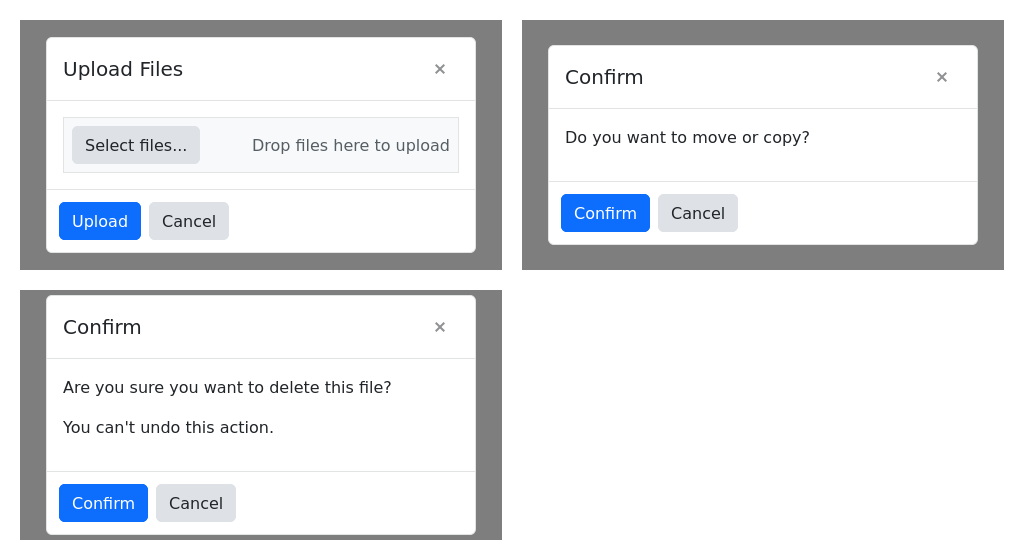 Upload Files
Select files...
Drop files here to upload
Upload
Cancel
Confirm
Do you want to move or copy?
Confirm
Cancel
Confirm
Are you sure you want to delete this file?
You can't undo this action.
Confirm
Cancel